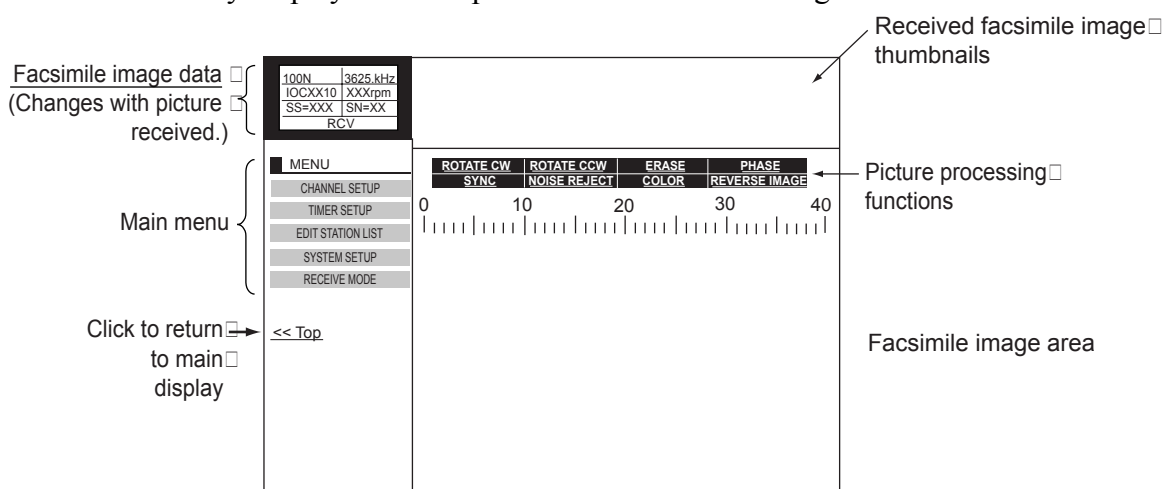 Received facsimile image
thumbnails
Facsimile image data
(Changes with picture
received.)
100N 3625.kHz
IOCXX10 XXXrpm
SS=XXX SN=XX
RCV
MENU
CHANNEL SETUP
TIMER SETUP
EDIT STATION LIST
SYSTEM SETUP
RECEIVE MODE
Main menu
ROTATE CW ROTATE CCW ERASE PHASE
SYNC NOISE REJECT COLOR REVERSE IMAGE
Picture processing
functions
0 10 20 30 40
Click to return
to main
display
<< Top
Facsimile image area